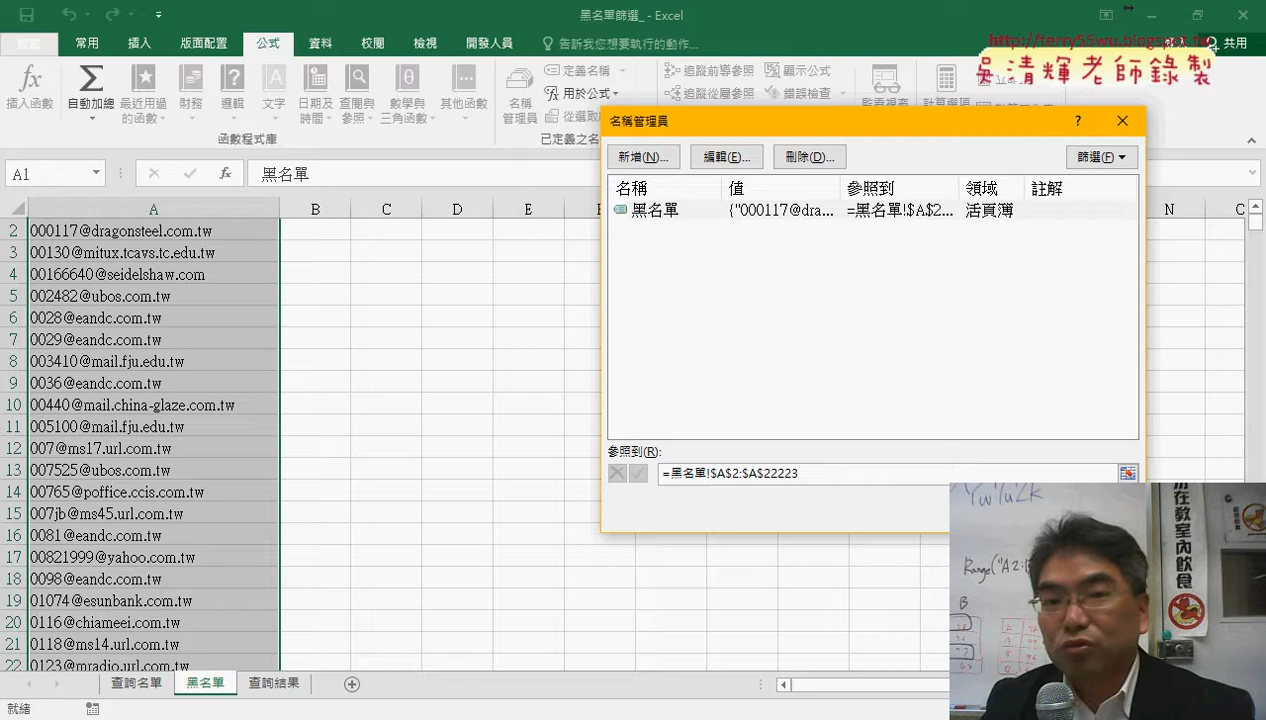 黑名單篩選_ - Excel
http://terry55wu.blogspot.tw
吳清輝老師錄製
常用 插入 版面配置 公式 資料 校閱 檢視 開發人員 告訴我您想要執行的動作... 共用
插入函數 自動加總 最近用過的函數 財務 邏輯 文字 日期及時間 查閱與參照 數學與三角函數 其他函數 名稱管理員
定義名稱
用於公式
追蹤前導參照
追蹤從屬參照
顯示公式
錯誤檢查
函數程式庫
A1 fx 黑名單
A B C D E N
2 000117@dragonsteel.com.tw
3 00130@mitux.tcavs.tc.edu.tw
4 00166640@seidelshaw.com
5 002482@ubos.com.tw
6 0028@eandc.com.tw
7 0029@eandc.com.tw
8 003410@mail.fju.edu.tw
9 0036@eandc.com.tw
10 00440@mail.china-glaze.com.tw
11 005100@mail.fju.edu.tw
12 007@ms17.url.com.tw
13 007525@ubos.com.tw
14 00765@poffice.ccis.com.tw
15 007jb@ms45.url.com.tw
16 0081@eandc.com.tw
17 00821999@yahoo.com.tw
18 0098@eandc.com.tw
19 01074@esunbank.com.tw
20 0116@chiameei.com.tw
21 0118@ms14.url.com.tw
22 0123@mradio.url.com.tw
名稱管理員 ?
新增(N)... 編輯(E)... 刪除(D)... 篩選(F)
名稱 值 參照到 領域 註解
黑名單 {"000117@dra... =黑名單!$A$2... 活頁簿
參照到(R):
=黑名單!$A$2:$A$22223
在教室內飲食
B
查詢名單 黑名單 查詢結果
就緒